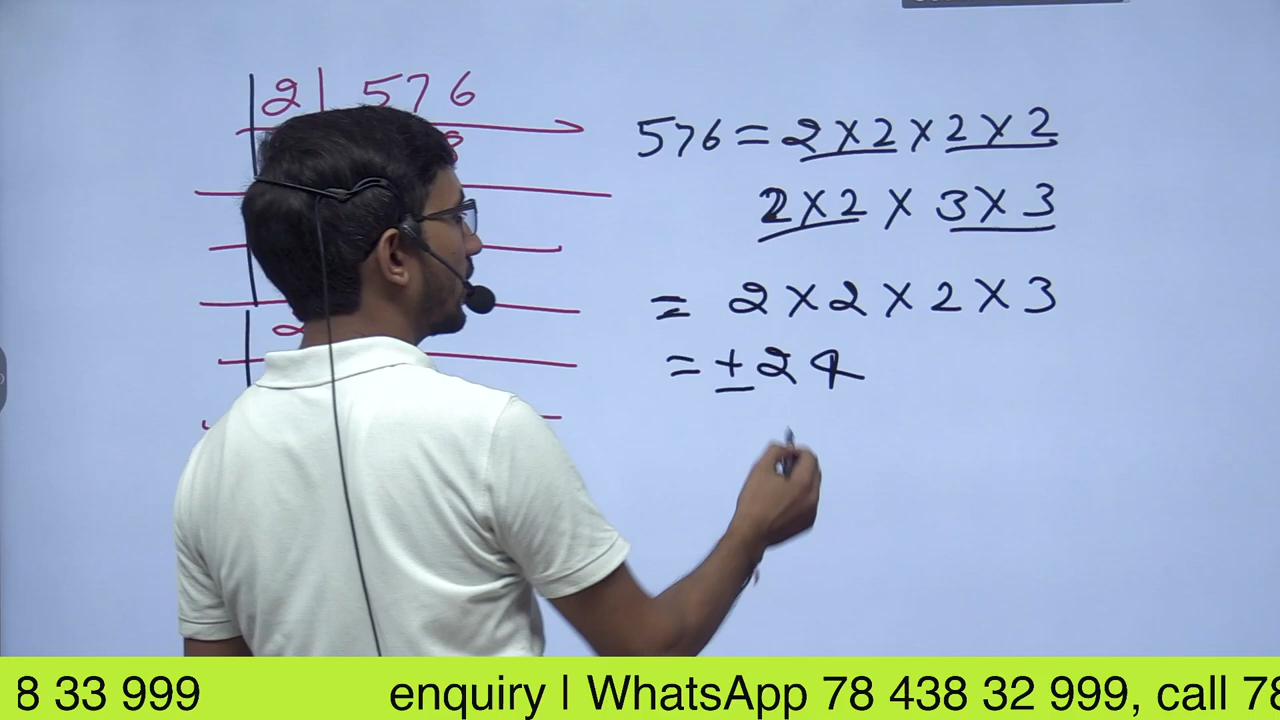 2 576
576 = 2 × 2 × 2 × 2
2 × 2 × 3 × 3
= 2 × 2 × 2 × 3
= ± 24
8 33 999 enquiry | WhatsApp 78 438 32 999, call 78